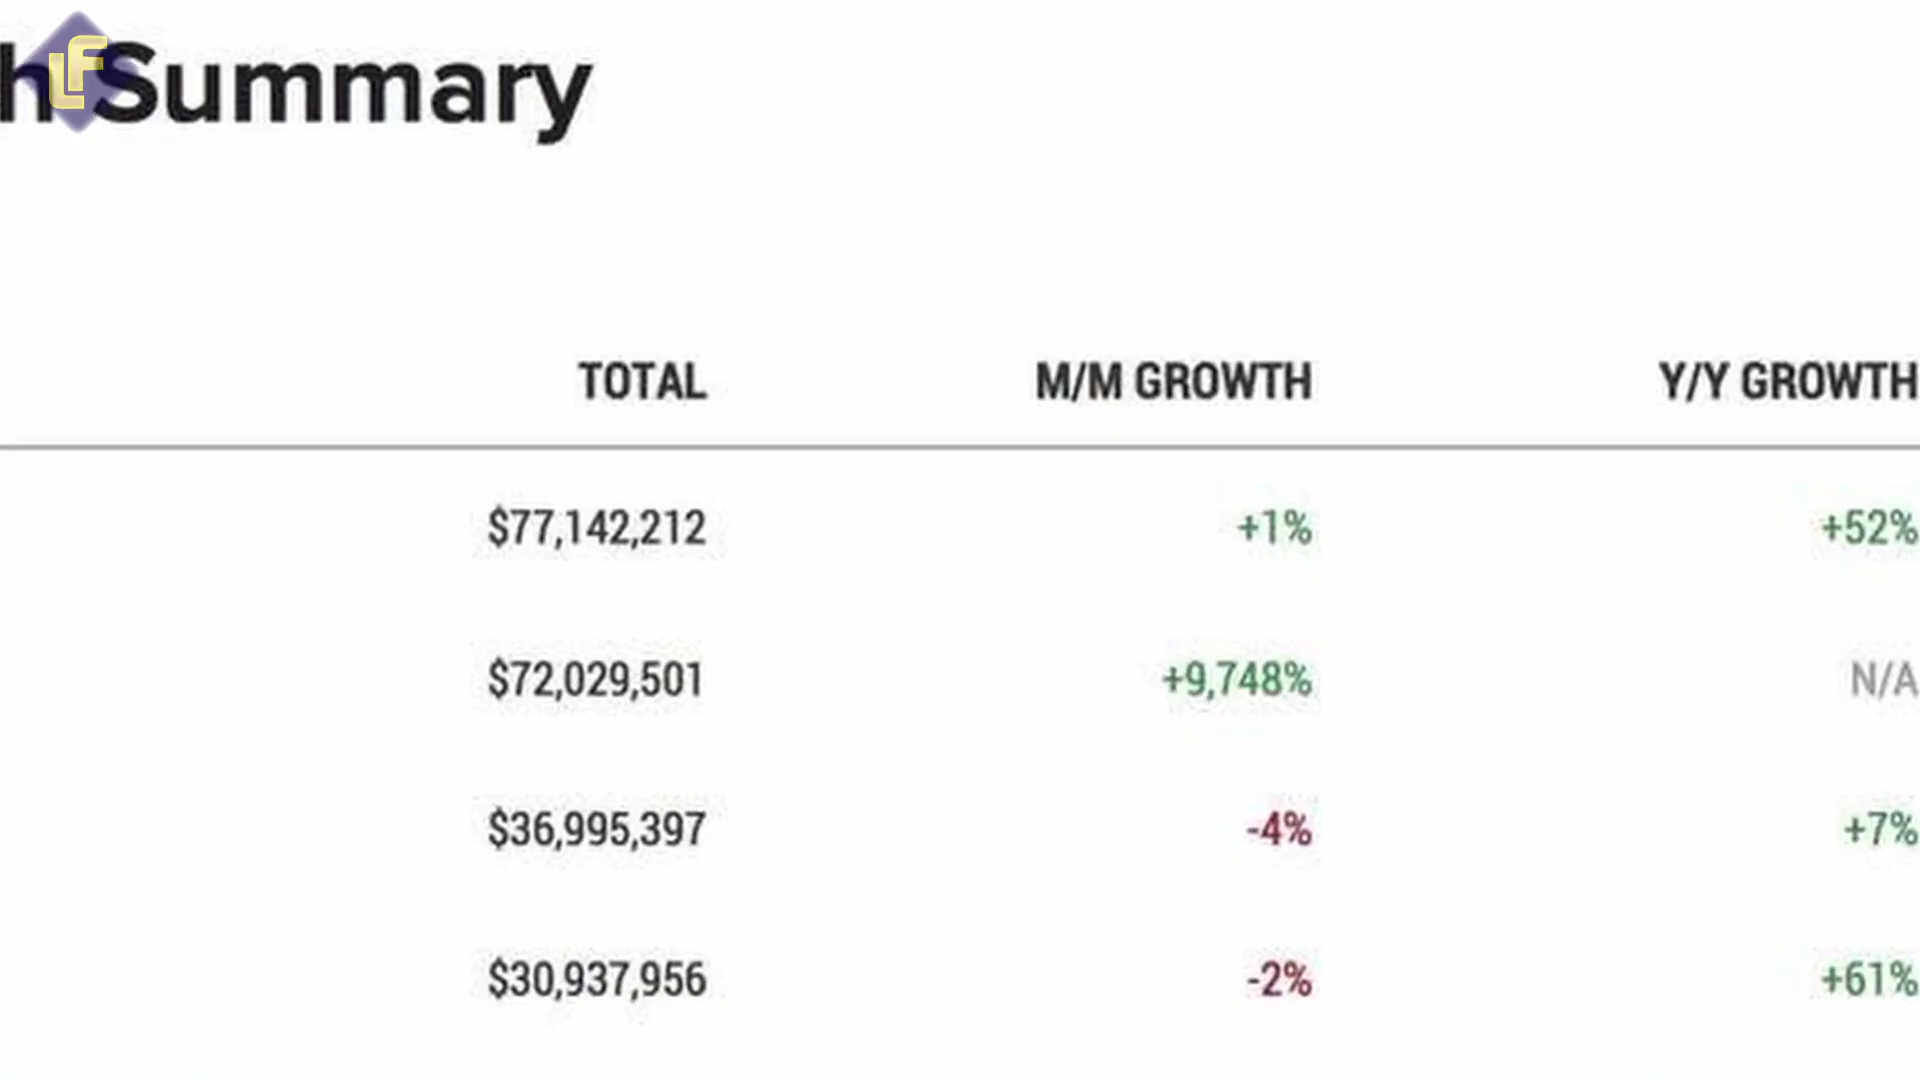 h Summary
LF
TOTAL M/M GROWTH Y/Y GROWTH
$77,142,212 +1% +52%
$72,029,501 +9,748% N/A
$36,995,397 -4% +7%
$30,937,956 -2% +61%